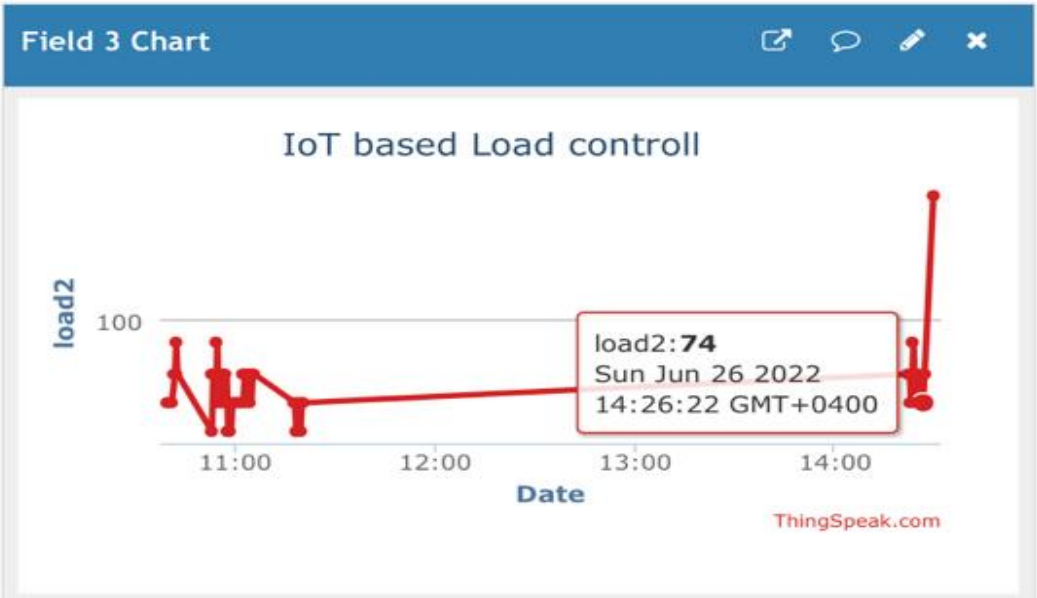 Field 3 Chart
IoT based Load controll
load2
100
load2:74
Sun Jun 26 2022
14:26:22 GMT+0400
11:00 12:00 13:00 14:00
Date
ThingSpeak.com